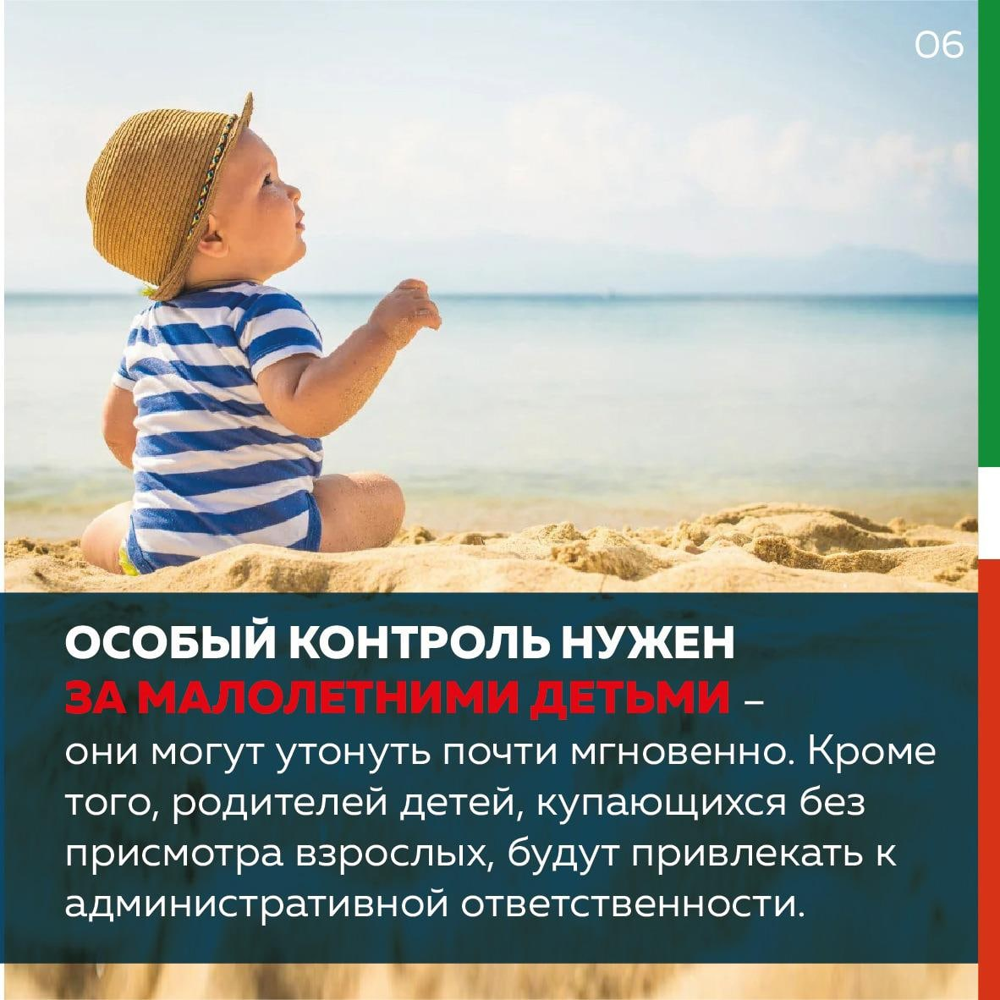 06
ОСОБЫЙ КОНТРОЛЬ НУЖЕН
ЗА МАЛОЛЕТНИМИ ДЕТЬМИ –
они могут утонуть почти мгновенно. Кроме
того, родителей детей, купающихся без
присмотра взрослых, будут привлекать к
административной ответственности.